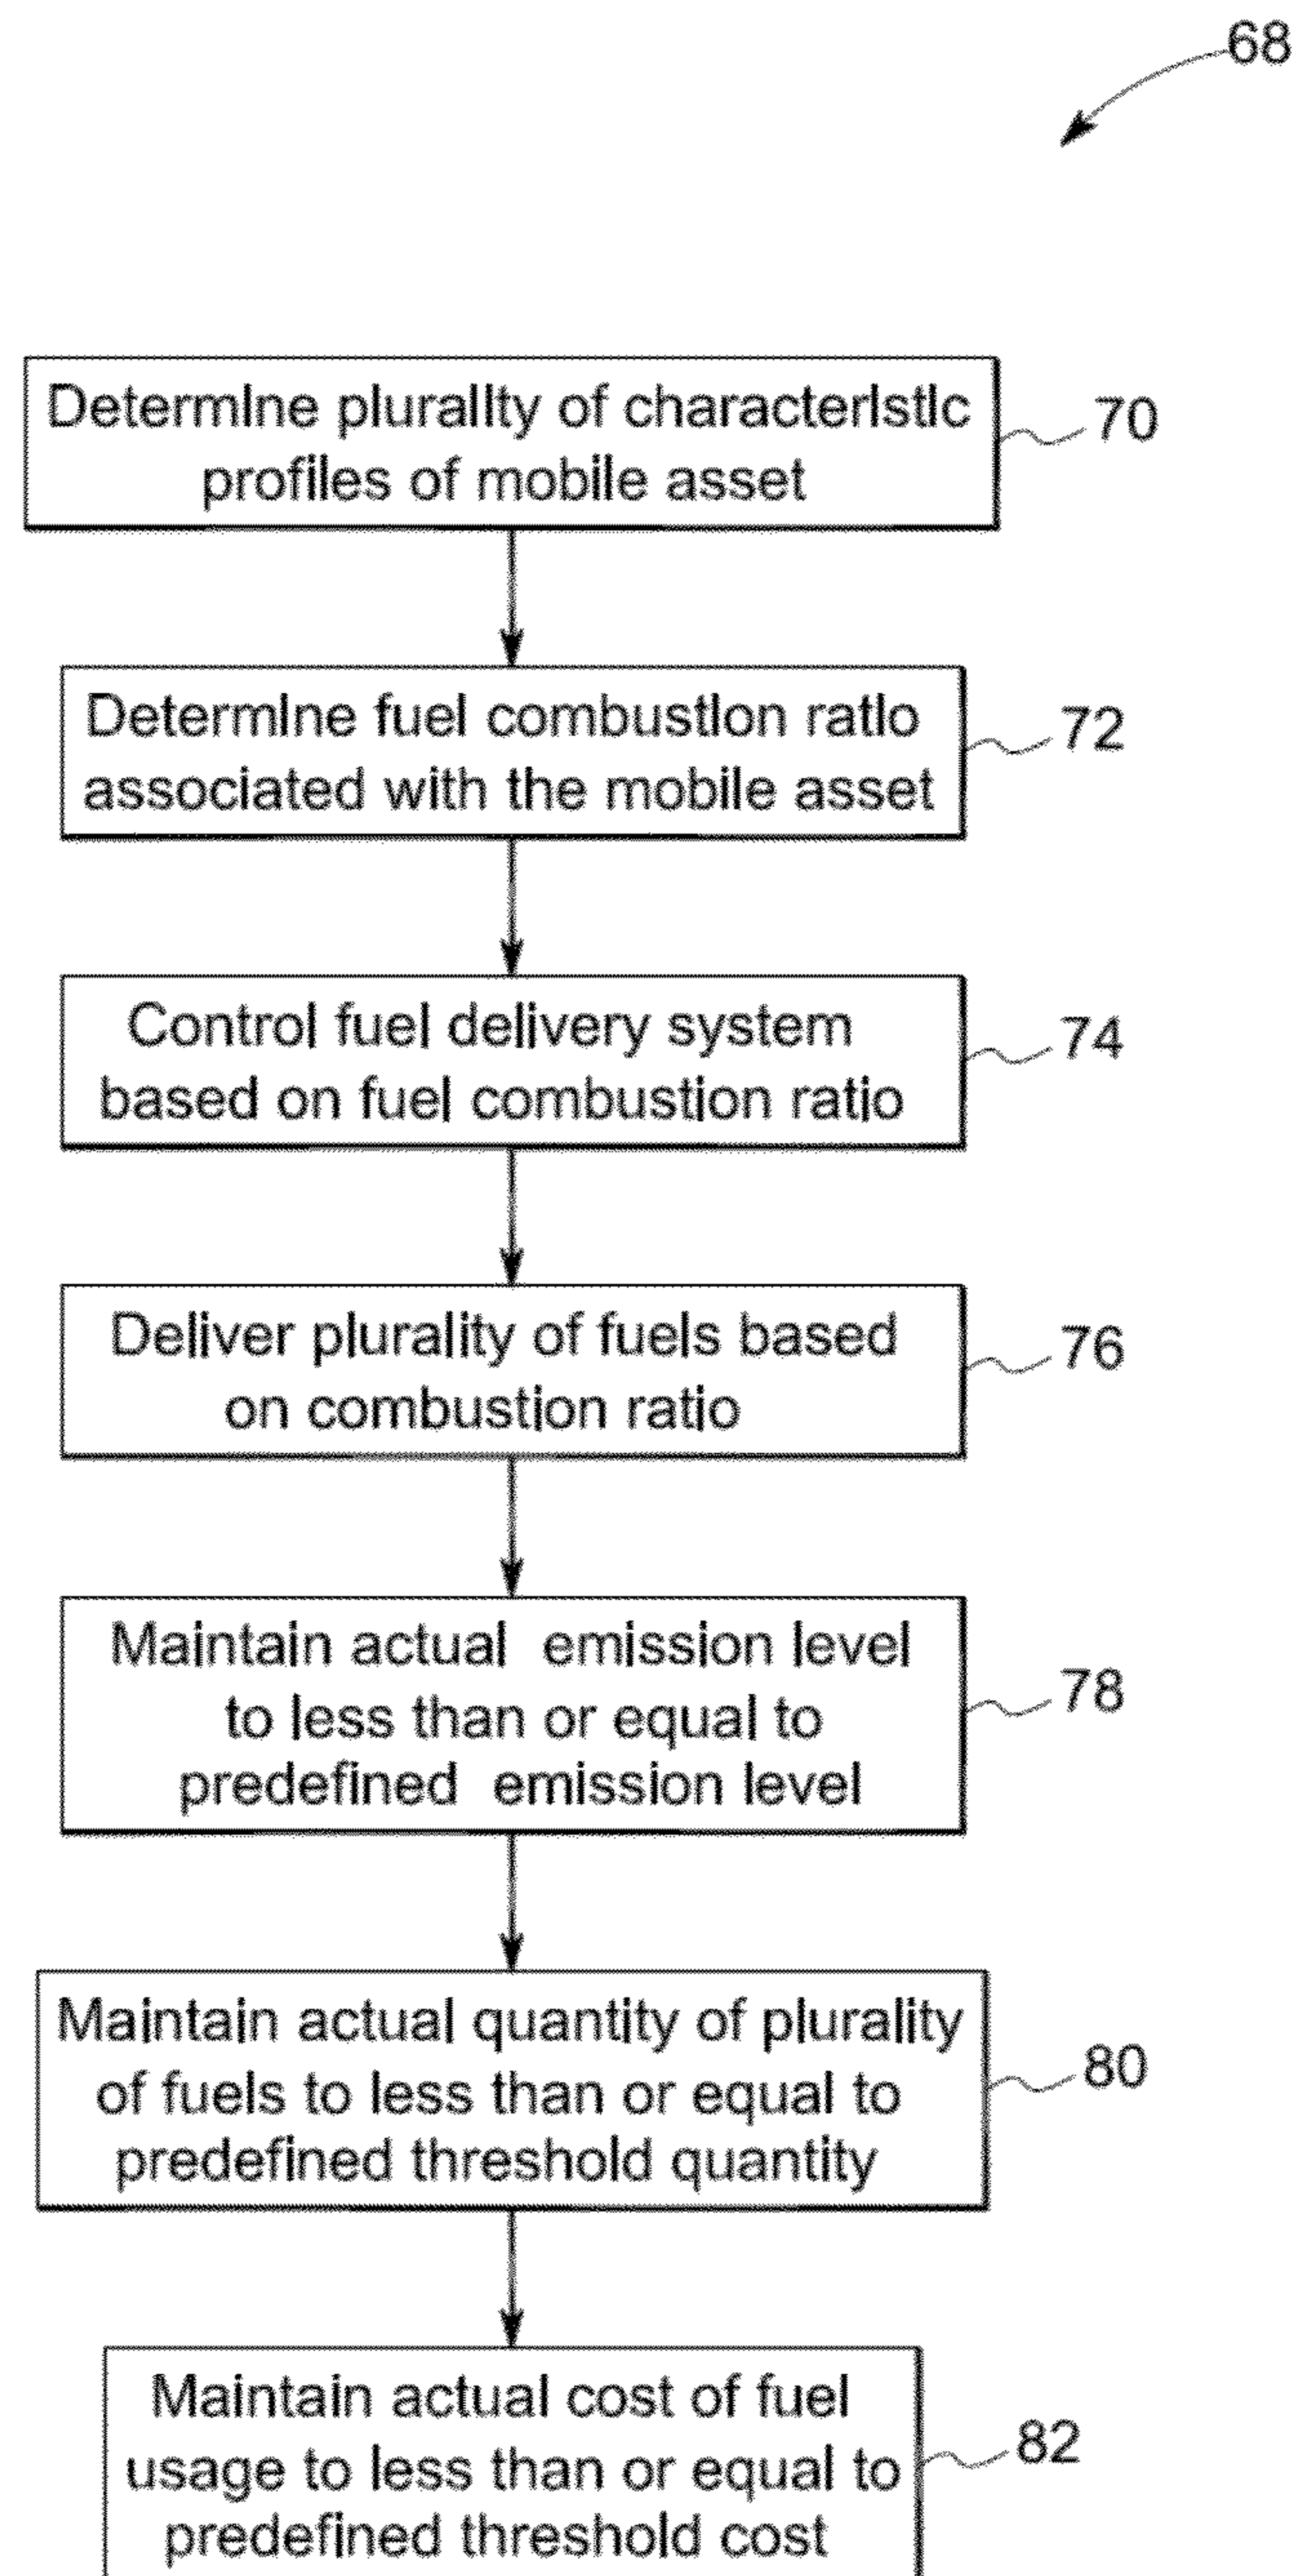 68
Determine plurality of characteristic
profiles of mobile asset
70
Determine fuel combustion ratio
associated with the mobile asset
72
Control fuel delivery system
based on fuel combustion ratio
74
Deliver plurality of fuels based
on combustion ratio
76
Maintain actual emission level
to less than or equal to
predefined emission level
78
Maintain actual quantity of plurality
of fuels to less than or equal to
predefined threshold quantity
80
Maintain actual cost of fuel
usage to less than or equal to
predefined threshold cost
82